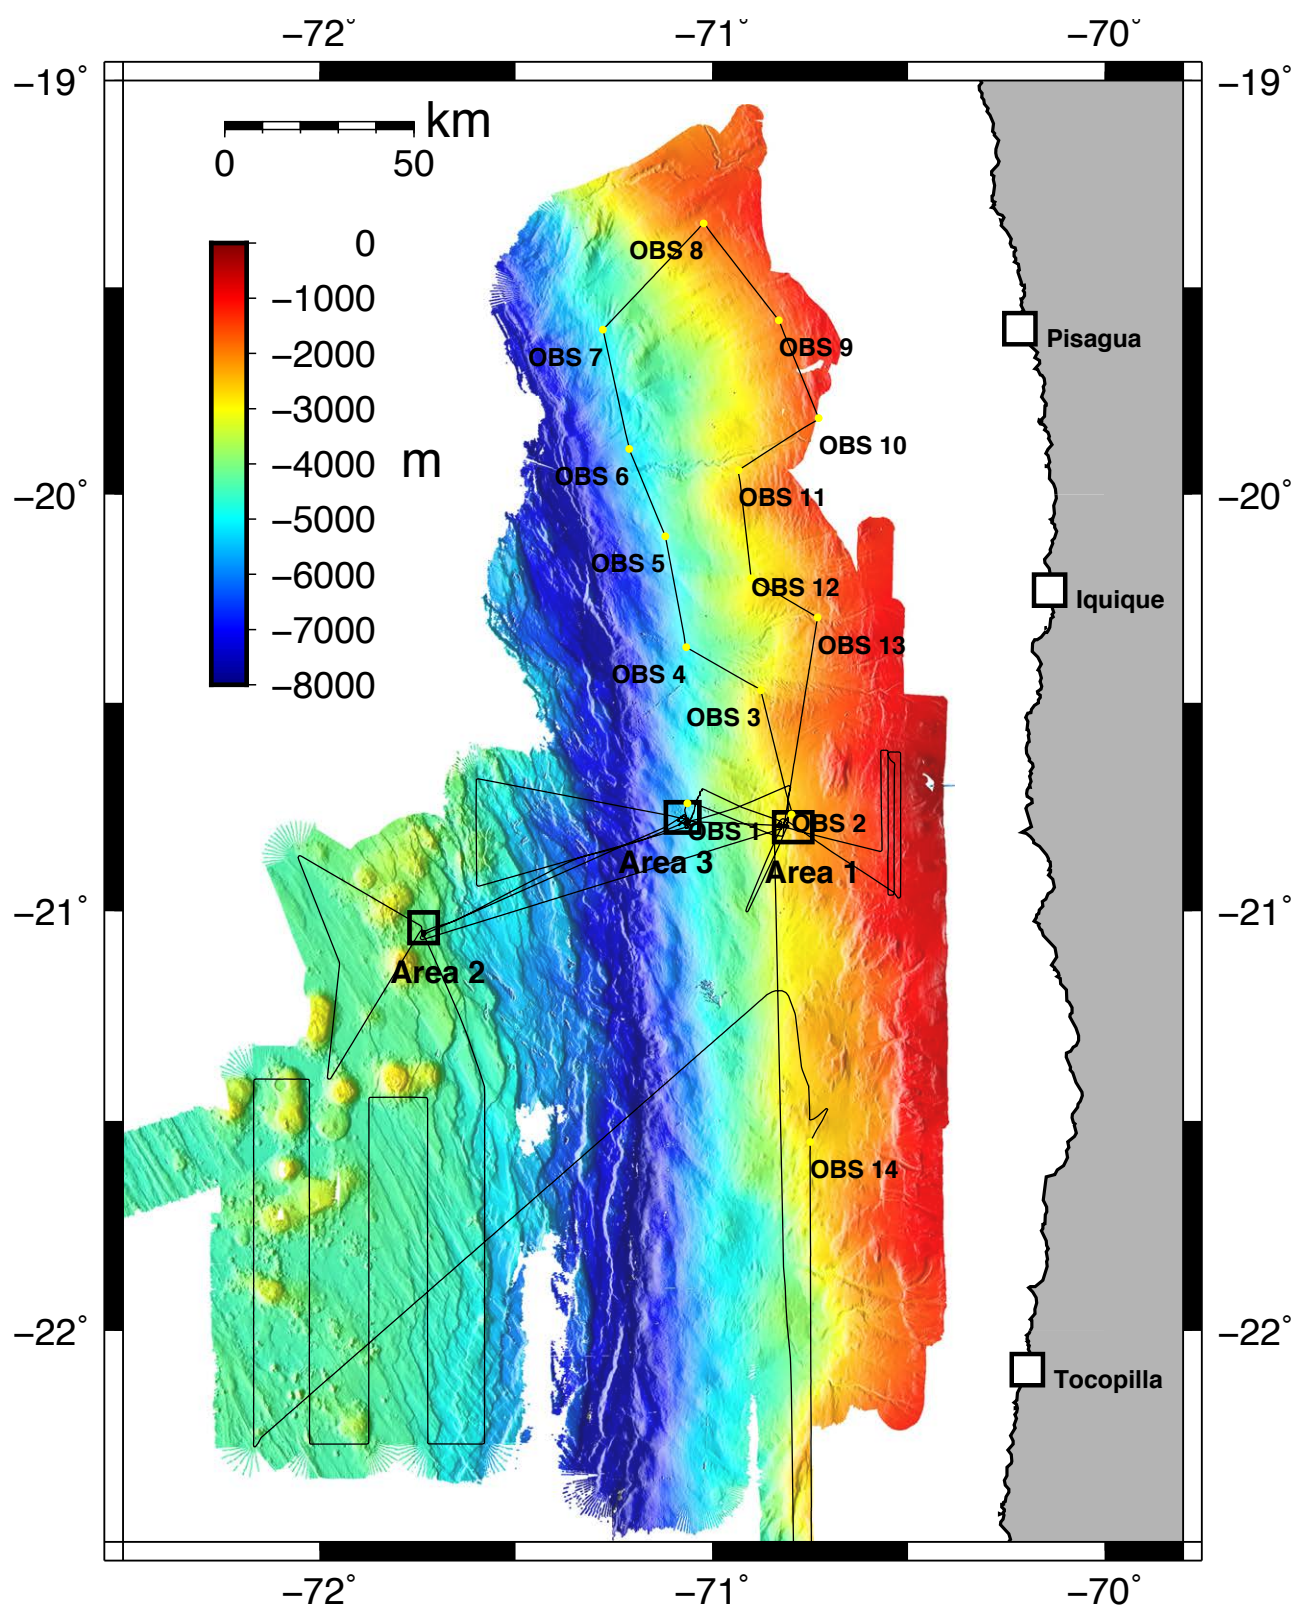 −72˚ −71˚ −70˚
−19˚ −19˚
km
0 50
0
−1000
−2000
−3000
−4000
−5000
−6000
−7000
−8000
m
OBS 8
OBS 9
OBS 7
Pisagua
OBS 10
OBS 6
OBS 11
−20˚ −20˚
OBS 5
OBS 12
Iquique
OBS 13
OBS 4
OBS 3
OBS 1
OBS 2
Area 3
Area 1
−21˚ −21˚
Area 2
OBS 14
−22˚ −22˚
Tocopilla
−72˚ −71˚ −70˚